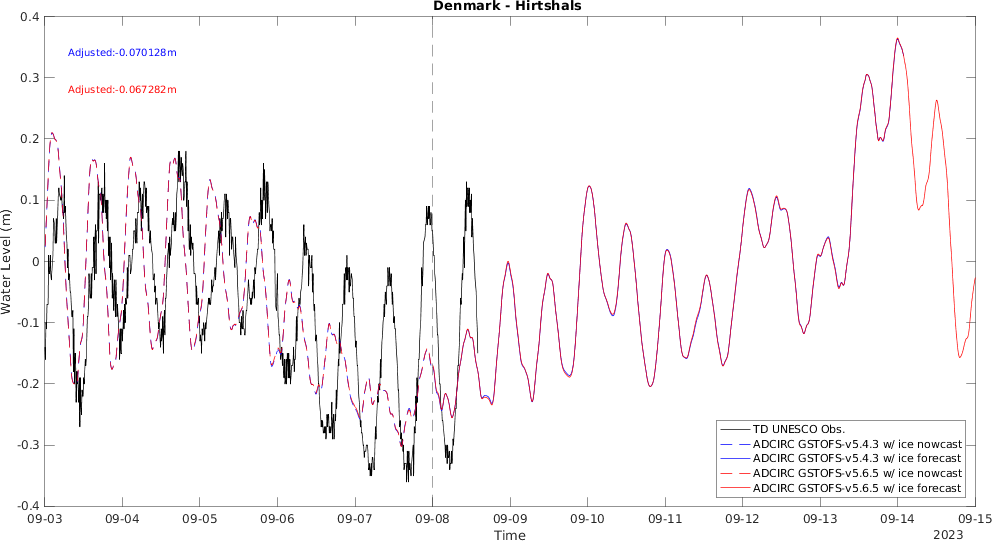 Denmark - Hirtshals
0.4
0.3
0.2
0.1
0
-0.1
-0.2
-0.3
-0.4
Water Level (m)
Adjusted:-0.070128m
Adjusted:-0.067282m
TD UNESCO Obs.
ADCIRC GSTOFS-v5.4.3 w/ ice nowcast
ADCIRC GSTOFS-v5.4.3 w/ ice forecast
ADCIRC GSTOFS-v5.6.5 w/ ice nowcast
ADCIRC GSTOFS-v5.6.5 w/ ice forecast
09-03 09-04 09-05 09-06 09-07 09-08 09-09 09-10 09-11 09-12 09-13 09-14 09-15
Time
2023